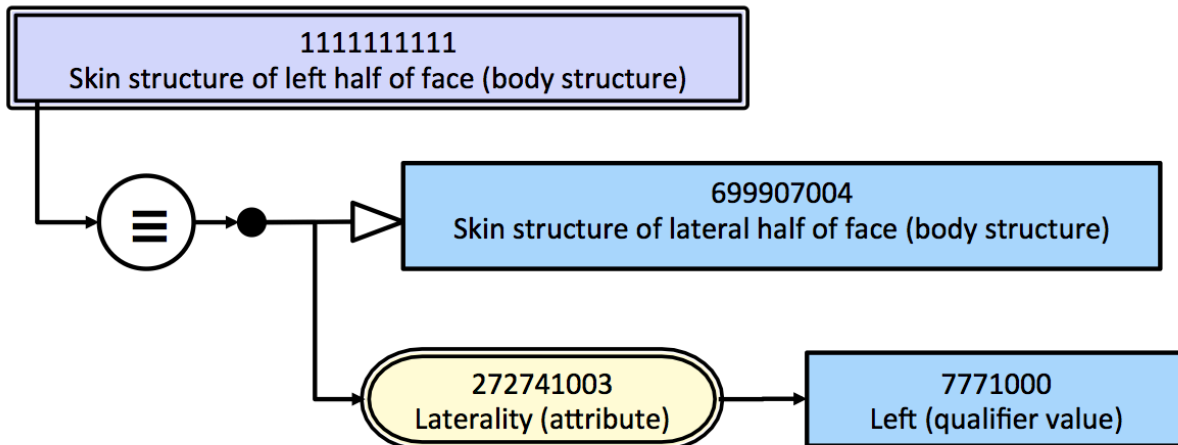 1111111111
Skin structure of left half of face (body structure)
≡
699907004
Skin structure of lateral half of face (body structure)
272741003
Laterality (attribute)
7771000
Left (qualifier value)